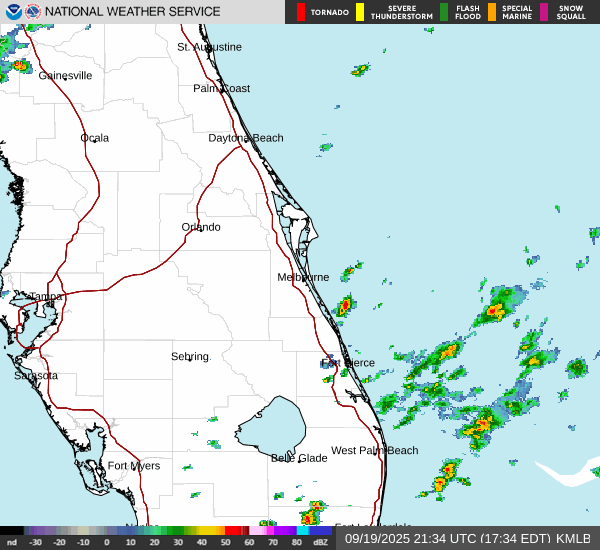 NATIONAL WEATHER SERVICE
TORNADO
SEVERE
THUNDERSTORM
FLASH
FLOOD
SPECIAL
MARINE
SNOW
SQUALL
St. Augustine
Gainesville
Palm Coast
Ocala
Daytona Beach
Orlando
Melbourne
Tampa
Sebring
Fort Pierce
Sarasota
West Palm Beach
Belle Glade
Fort Myers
nd -30 -20 -10 0 10 20 30 40 50 60 70 80 dBZ
09/19/2025 21:34 UTC (17:34 EDT) KMLB